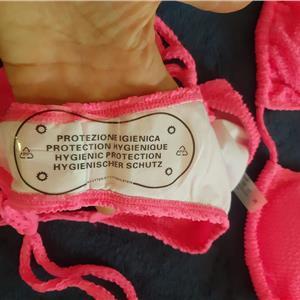 PROTEZIONE IGIENICA
PROTECTION HYGIENIQUE
HYGIENIC PROTECTION
HYGIENISCHER SCHUTZ